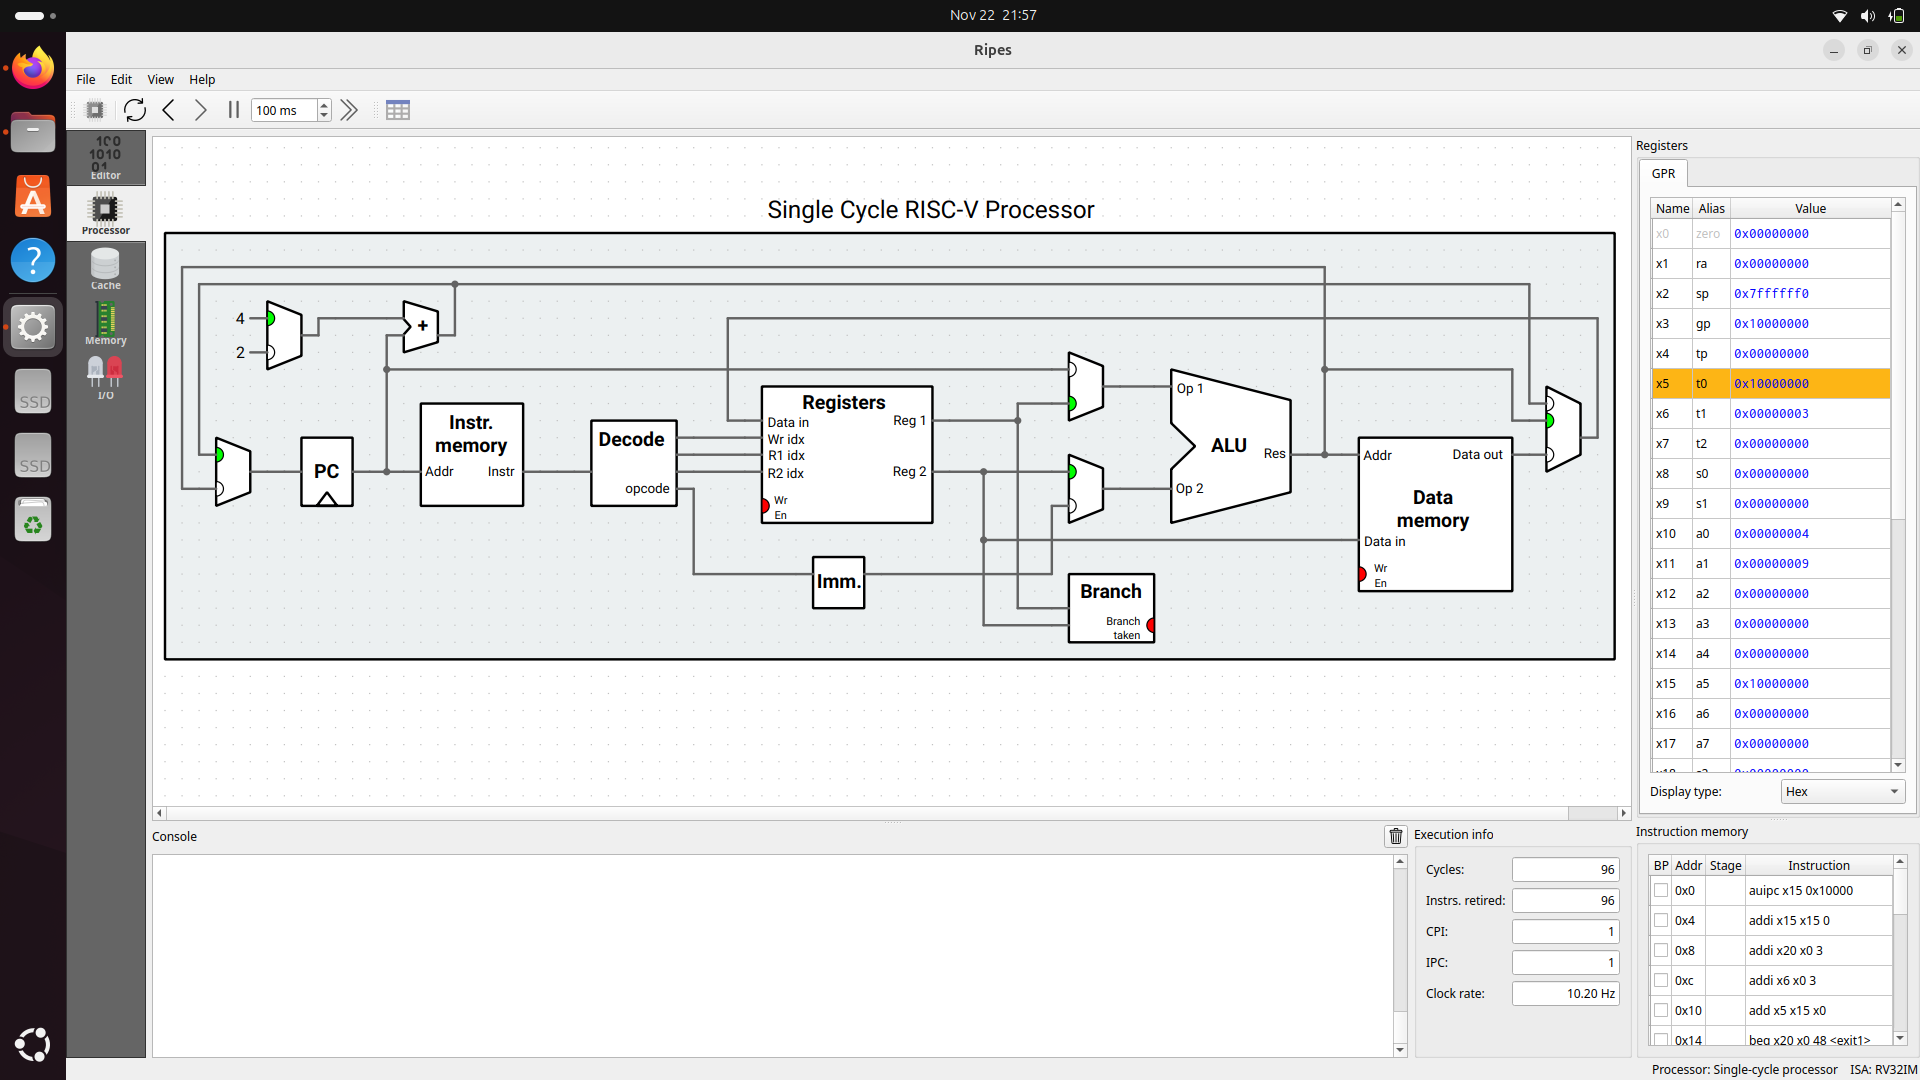 Nov 22 21:57
Ripes
File Edit View Help
100 ms
Editor
Processor
Cache
Memory
I/O
SSD
SSD
Single Cycle RISC-V Processor
4
2
+
PC
Instr. memory
Addr Instr
Decode
opcode
Registers
Data in
Wr idx
R1 idx
R2 idx
Wr En
Reg 1
Reg 2
Imm.
Op 1
ALU
Res
Op 2
Branch
Branch taken
Addr Data out
Data memory
Data in
Wr En
Registers
GPR
Name Alias Value
x0 zero 0x00000000
x1 ra 0x00000000
x2 sp 0x7ffffff0
x3 gp 0x10000000
x4 tp 0x00000000
x5 t0 0x10000000
x6 t1 0x00000003
x7 t2 0x00000000
x8 s0 0x00000000
x9 s1 0x00000000
x10 a0 0x00000004
x11 a1 0x00000009
x12 a2 0x00000000
x13 a3 0x00000000
x14 a4 0x00000000
x15 a5 0x10000000
x16 a6 0x00000000
x17 a7 0x00000000
Display type: Hex
Console
Execution info
Cycles: 96
Instrs. retired: 96
CPI: 1
IPC: 1
Clock rate: 10.20 Hz
Instruction memory
BP Addr Stage Instruction
0x0 auipc x15 0x10000
0x4 addi x15 x15 0
0x8 addi x20 x0 3
0xc addi x6 x0 3
0x10 add x5 x15 x0
0x14 beq x20 x0 48 <exit1>
Processor: Single-cycle processor ISA: RV32IM